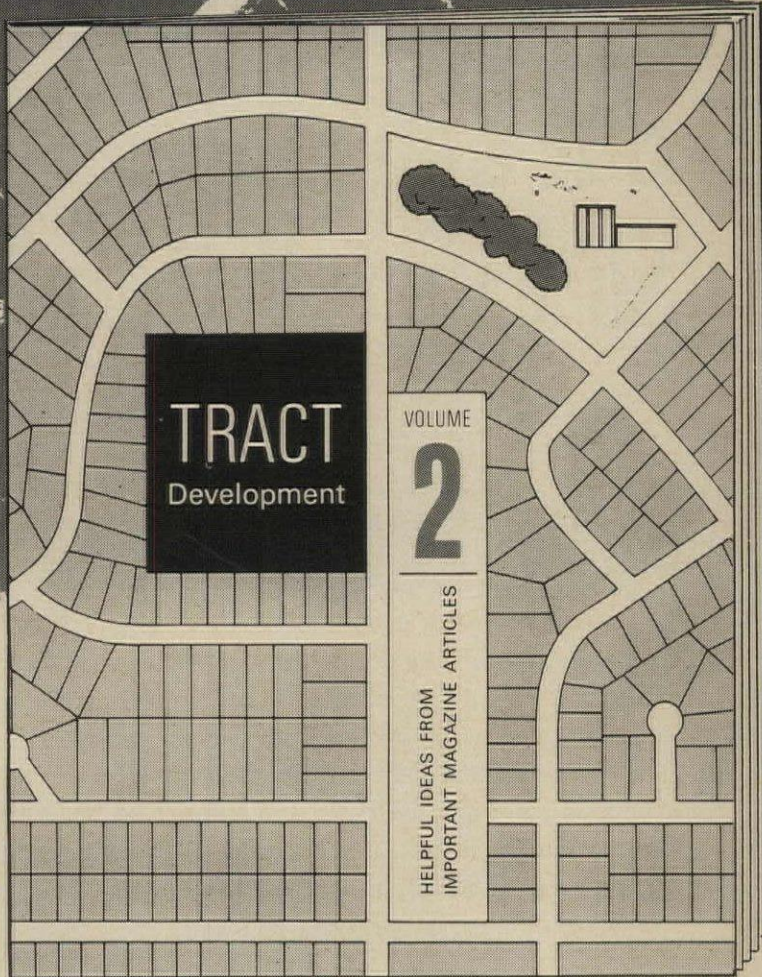 TRACT
Development
VOLUME
2
HELPFUL IDEAS FROM
IMPORTANT MAGAZINE ARTICLES